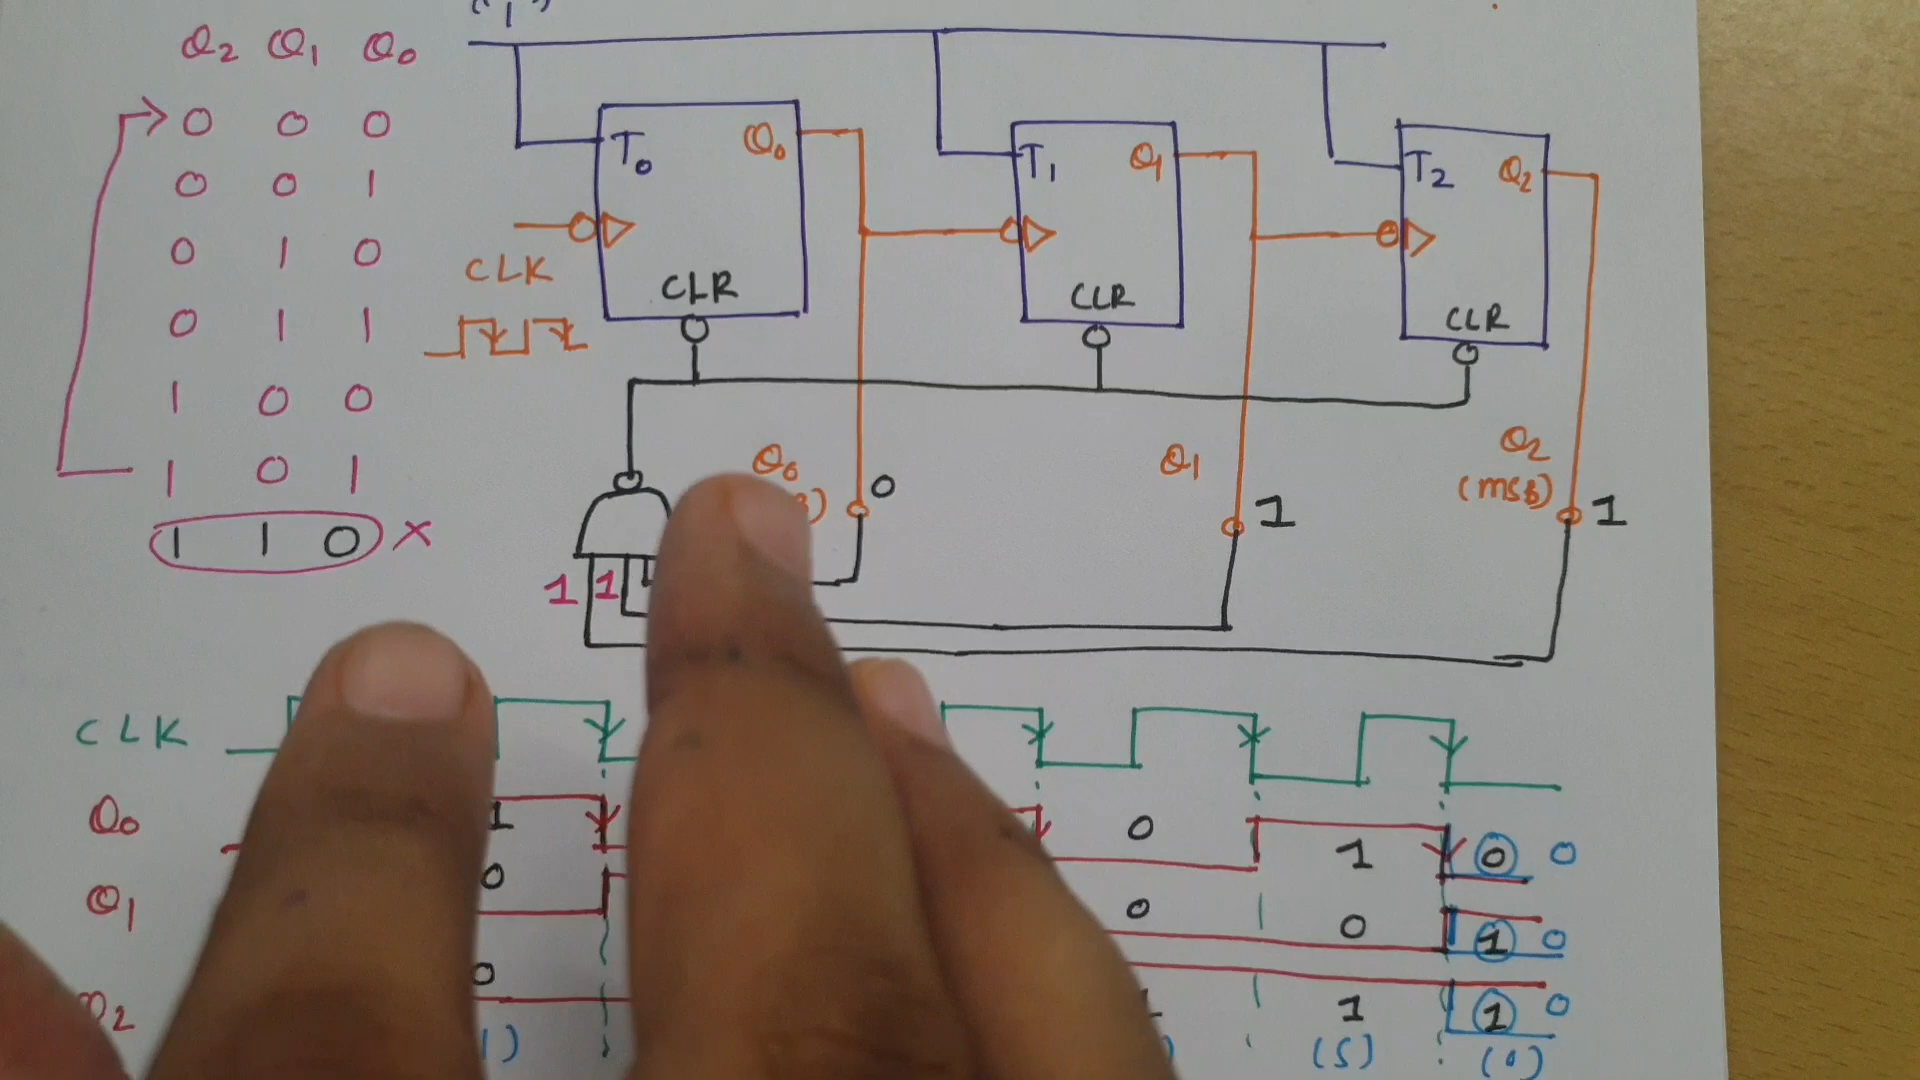 Q2 Q1 Q0
0 0 0
0 0 1
0 1 0
0 1 1
1 0 0
1 0 1
1 1 0 X
T0 Q0
CLR
CLK
T1 Q1
CLR
T2 Q2
CLR
Q0
0
Q1
1
Q2
(MSB)
1
1 1
CLK
Q0 1 0 1 0 0
Q1 0 0 0 1 0
Q2 0 1 1 0
(5) (0)